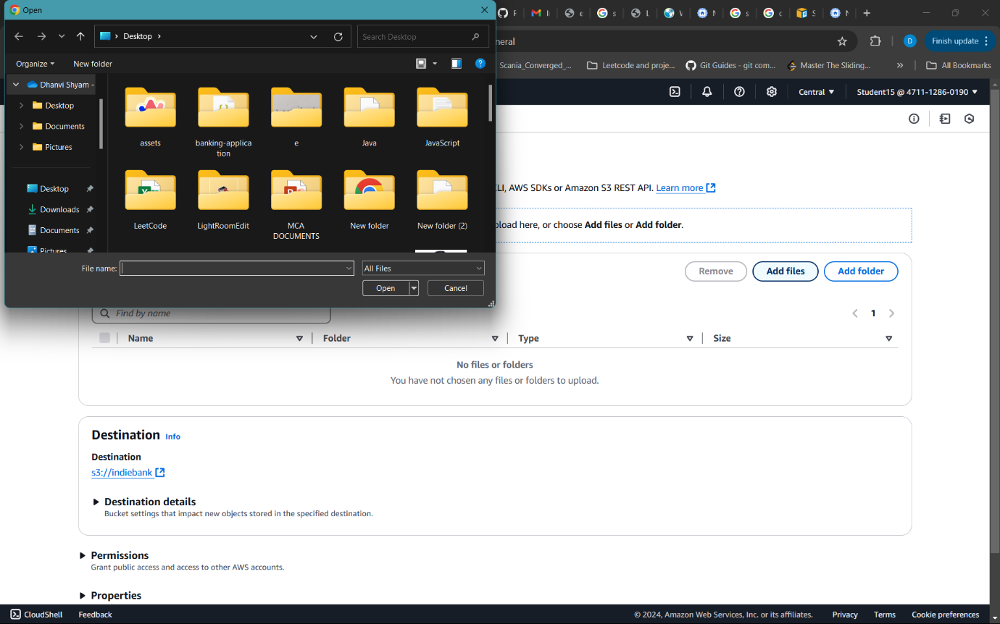 Open
Desktop
Search Desktop
Organize
New folder
Dhanvi Shyam -
Desktop
Documents
Pictures
Desktop
Downloads
Documents
Pictures
assets
banking-applica
tion
e
Java
JavaScript
LeetCode
LightRoomEdit
MCA
DOCUMENTS
New folder
New folder (2)
File name:
All Files
Open
Cancel
neral
D
Finish update
Scania_Converged_...
Leetcode and proje...
Git Guides - git com...
Master The Sliding...
»
All Bookmarks
Central
Student15 @ 4711-1286-0190
LI, AWS SDKs or Amazon S3 REST API. Learn more
pload here, or choose Add files or Add folder.
Remove
Add files
Add folder
Find by name
1
Name
Folder
Type
Size
No files or folders
You have not chosen any files or folders to upload.
Destination Info
Destination
s3://indiebank
Destination details
Bucket settings that impact new objects stored in the specified destination.
Permissions
Grant public access and access to other AWS accounts.
Properties
CloudShell
Feedback
© 2024, Amazon Web Services, Inc. or its affiliates.
Privacy
Terms
Cookie preferences